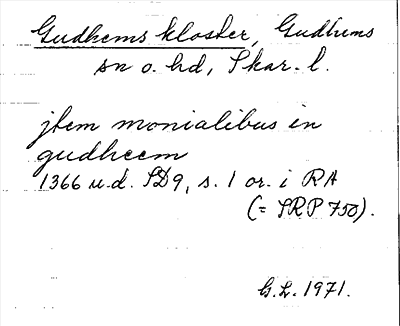 Gudhems kloster, Gudhems
sn o. hd, Skar. l.
jtem monialibus in
gudheem
1366 u.d. SD9, s. 1 or. i RA
(= SRP 750).
G.L. 1971.